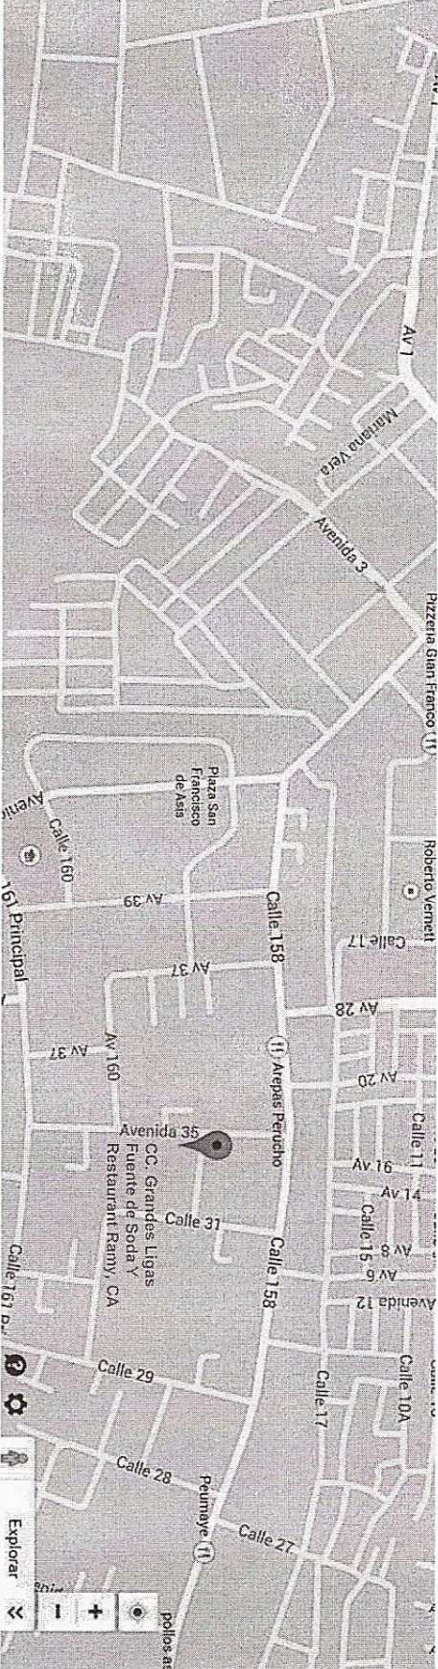 Av 1
Mariana Vera
Avenida 3
Pizzeria Gian Franco
Roberto Vernett
Plaza San
Francisco
de Asis
Calle 160
Av 39
161 Principal
Calle 158
Calle 17
Av 37
Av 28
Av 37
Av 160
Arepas Perucho
Av 20
Calle 11
Avenida 35
CC. Grandes Ligas
Fuente de Soda Y
Restaurant Ramy, CA
Av 16
Av 14
Calle 31
Calle 15
Av 8
Av 6
Avenida 12
Calle 158
Calle 161
Calle 29
Calle 17
Calle 10A
Calle 28
Peumaye
Calle 27
Explorar
pollos as